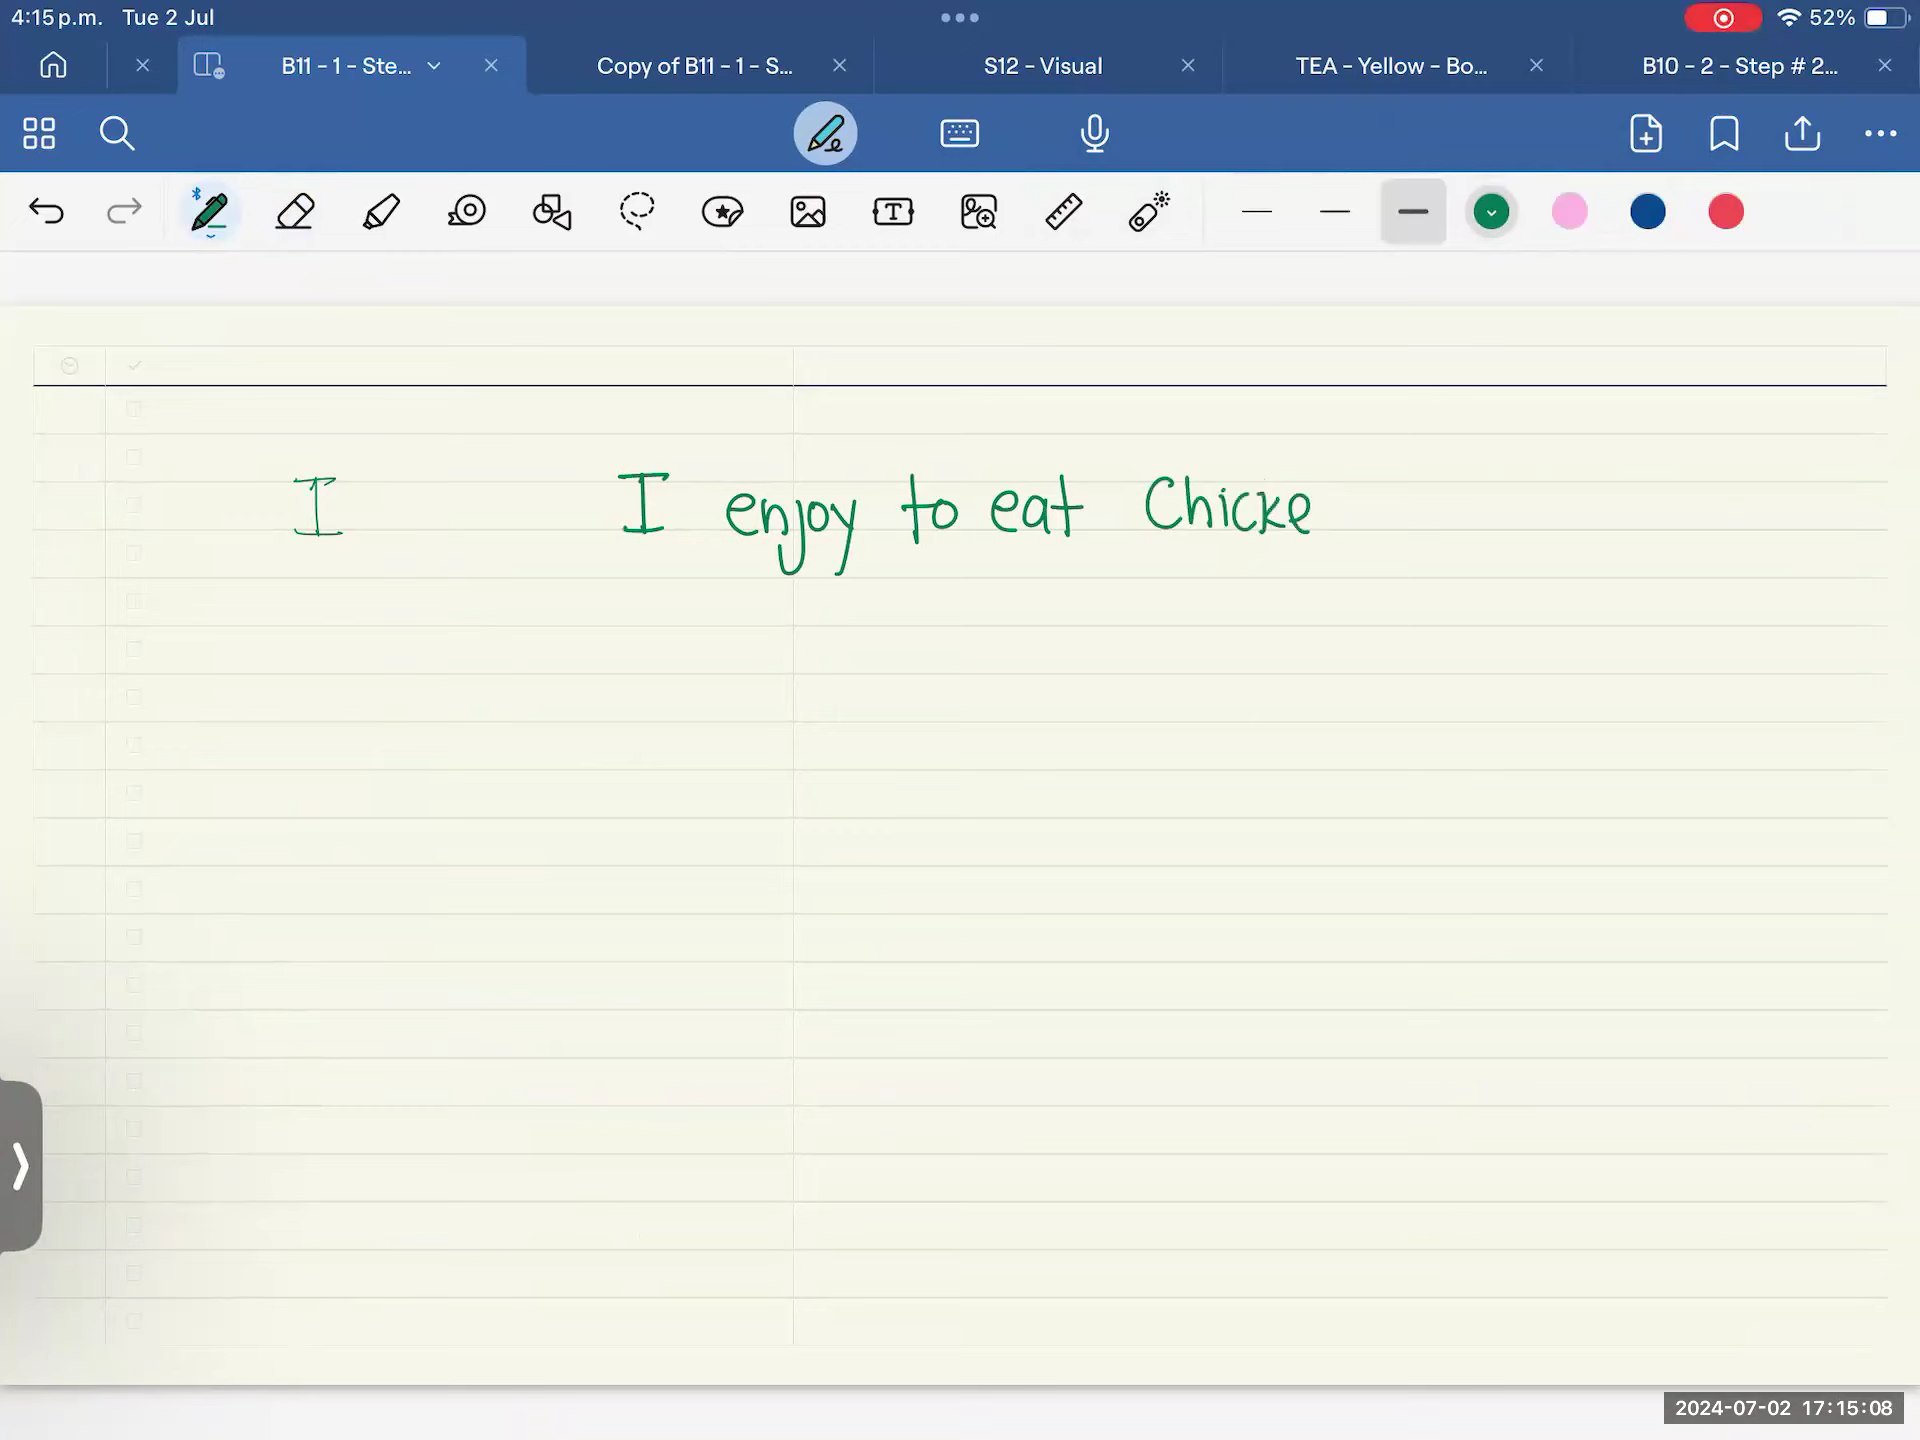 4:15 p.m. Tue 2 Jul 52%
B11 - 1 - Ste... Copy of B11 - 1 - S... S12 - Visual TEA - Yellow - Bo... B10 - 2 - Step # 2...
I I enjoy to eat Chicke
2024-07-02 17:15:08